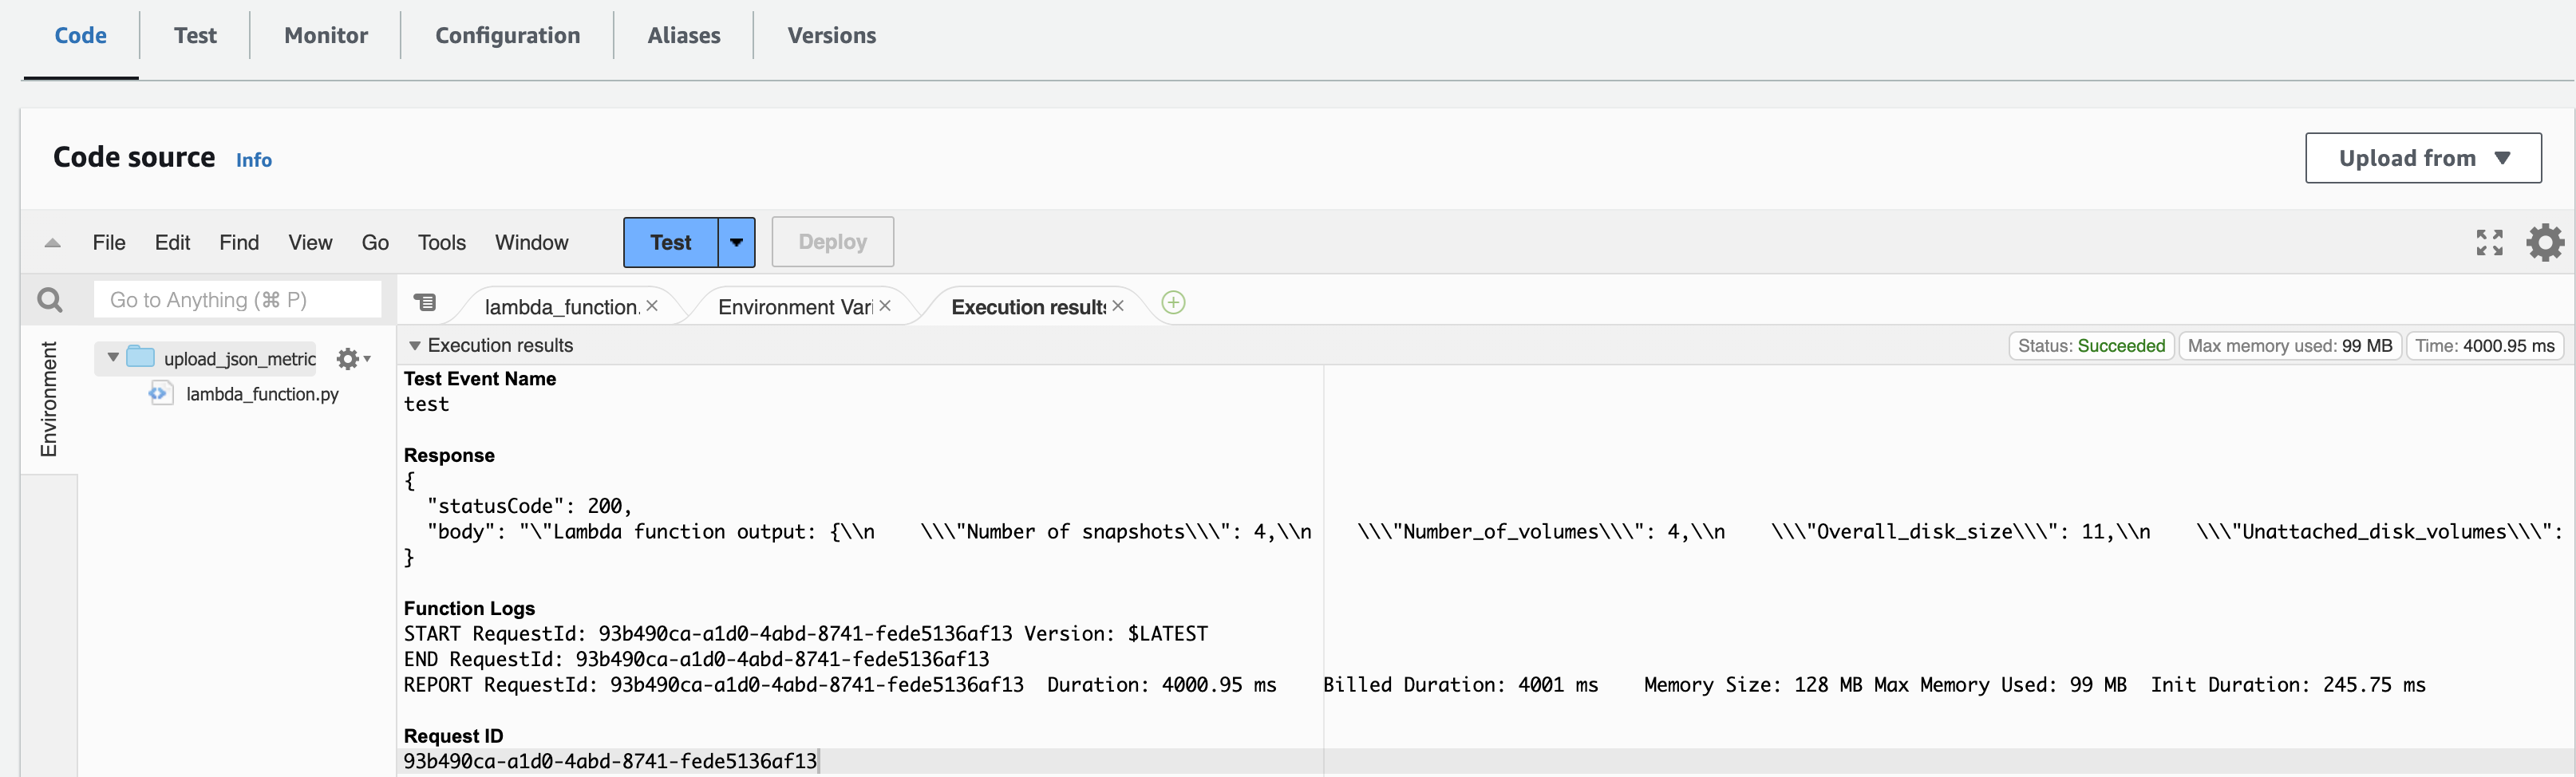 Code Test Monitor Configuration Aliases Versions
Code source Info
Upload from
File Edit Find View Go Tools Window Test Deploy
Go to Anything (⌘ P)
lambda_function. Environment Vari Execution results
Execution results
Status: Succeeded Max memory used: 99 MB Time: 4000.95 ms
Environment
upload_json_metric
lambda_function.py
Test Event Name
test
Response
{
"statusCode": 200,
"body": "\"Lambda function output: {\\n    \\\"Number of snapshots\\\": 4,\\n    \\\"Number_of_volumes\\\": 4,\\n    \\\"Overall_disk_size\\\": 11,\\n    \\\"Unattached_disk_volumes\\\":
}
Function Logs
START RequestId: 93b490ca-a1d0-4abd-8741-fede5136af13 Version: $LATEST
END RequestId: 93b490ca-a1d0-4abd-8741-fede5136af13
REPORT RequestId: 93b490ca-a1d0-4abd-8741-fede5136af13 Duration: 4000.95 ms Billed Duration: 4001 ms Memory Size: 128 MB Max Memory Used: 99 MB Init Duration: 245.75 ms
Request ID
93b490ca-a1d0-4abd-8741-fede5136af13